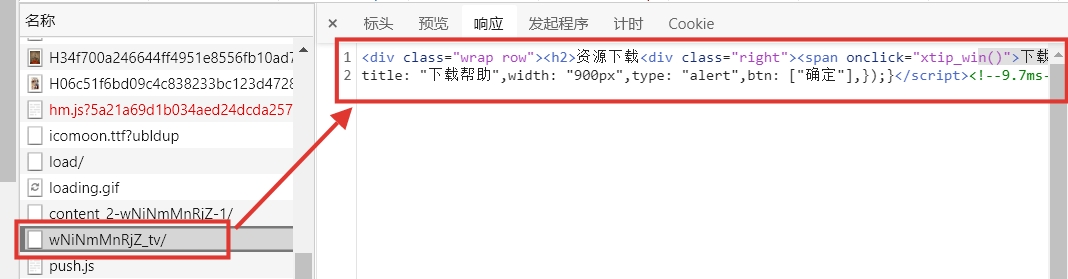 名称
× 标头 预览 响应 发起程序 计时 Cookie
H34f700a246644ff4951e8556fb10ad7
H06c51f6bd09c4c838233bc123d4728
hm.js?5a21a69d1b034aed24dcda257
icomoon.ttf?ubldup
load/
loading.gif
content_2-wNiNmMnRjZ-1/
wNiNmMnRjZ_tv/
push.js
1 <div class="wrap row"><h2>资源下载<div class="right"><span onclick="xtip_win()">下载
2 title: "下载帮助",width: "900px",type: "alert",btn: ["确定"],});}</script><!--9.7ms-